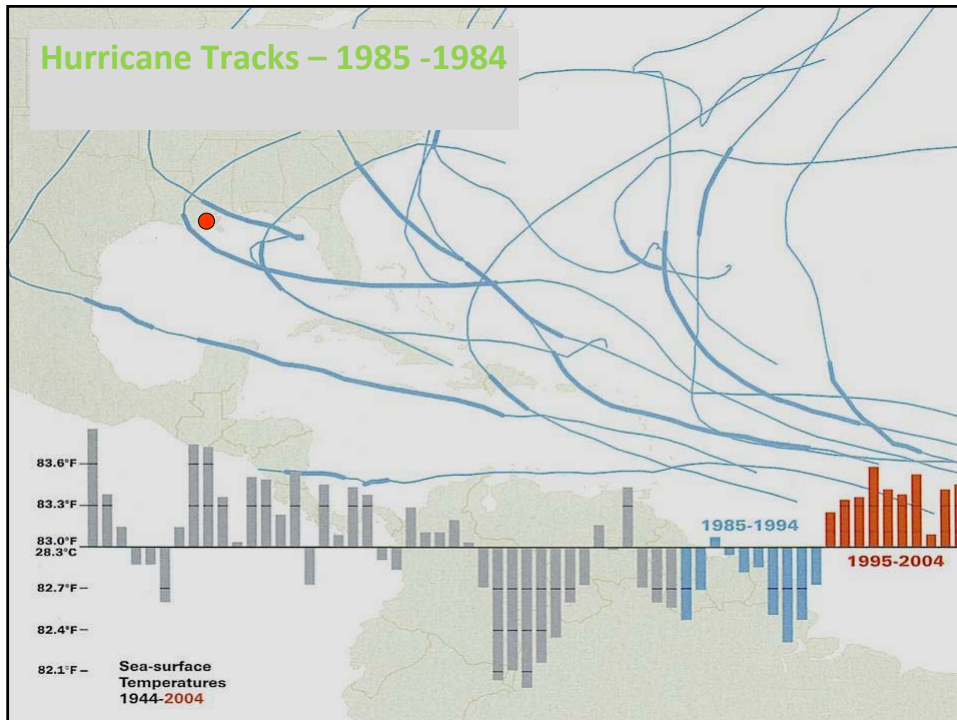 Hurricane Tracks – 1985 -1984
83.6°F
83.3°F
83.0°F
28.3°C
82.7°F
82.4°F
82.1°F
1985-1994
1995-2004
Sea-surface
Temperatures
1944-2004